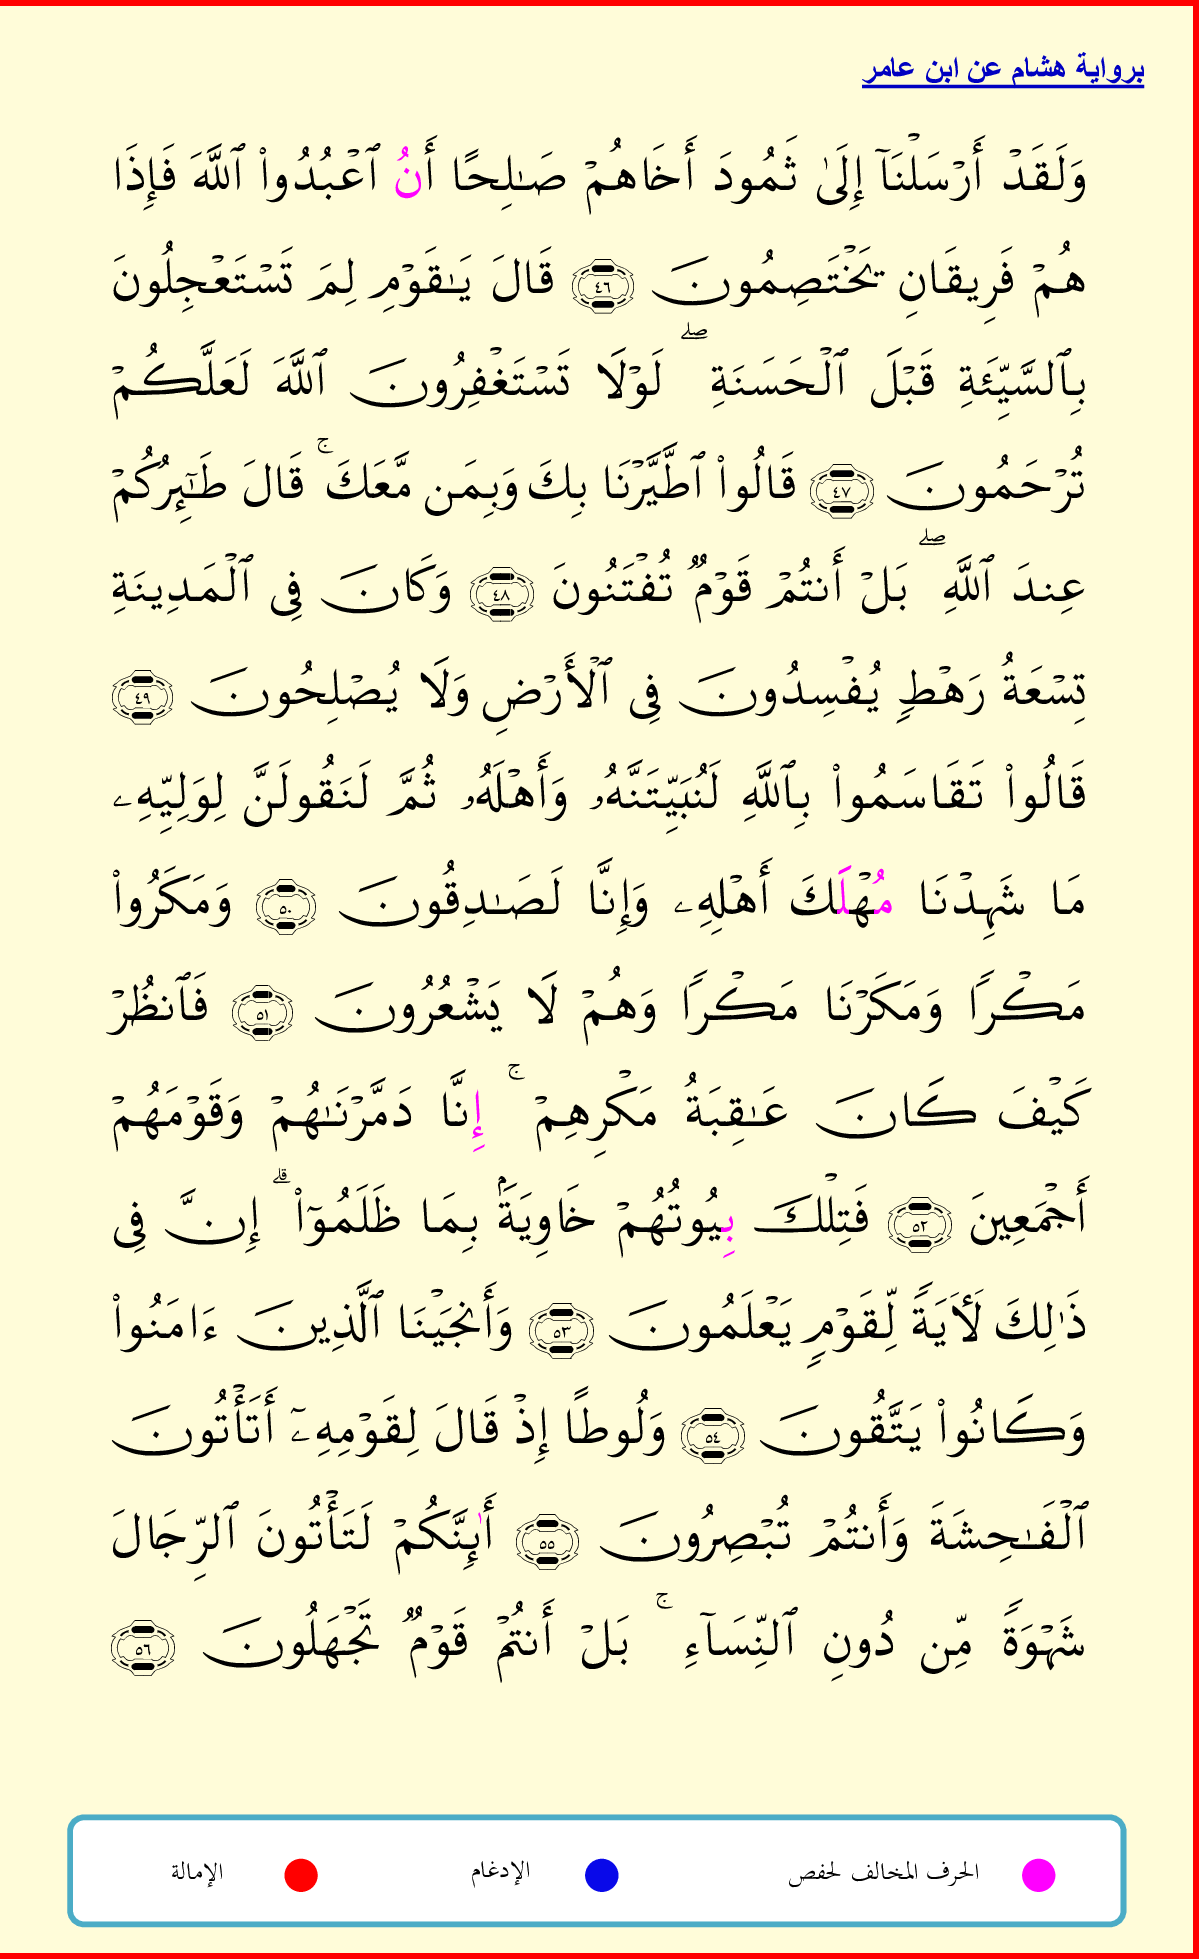 برواية هشام عن ابن عامر
وَلَقَدْ أَرْسَلْنَآ إِلَىٰ ثَمُودَ أَخَاهُمْ صَـٰلِحًا أَنُ ٱعْبُدُوا۟ ٱللَّهَ فَإِذَا
هُمْ فَرِيقَانِ يَخْتَصِمُونَ ٤٦ قَالَ يَـٰقَوْمِ لِمَ تَسْتَعْجِلُونَ
بِٱلسَّيِّئَةِ قَبْلَ ٱلْحَسَنَةِ ۖ لَوْلَا تَسْتَغْفِرُونَ ٱللَّهَ لَعَلَّكُمْ
تُرْحَمُونَ ٤٧ قَالُوا۟ ٱطَّيَّرْنَا بِكَ وَبِمَن مَّعَكَ ۚ قَالَ طَـٰٓئِرُكُمْ
عِندَ ٱللَّهِ ۖ بَلْ أَنتُمْ قَوْمٌ تُفْتَنُونَ ٤٨ وَكَانَ فِى ٱلْمَدِينَةِ
تِسْعَةُ رَهْطٍ يُفْسِدُونَ فِى ٱلْأَرْضِ وَلَا يُصْلِحُونَ ٤٩
قَالُوا۟ تَقَاسَمُوا۟ بِٱللَّهِ لَنُبَيِّتَنَّهُۥ وَأَهْلَهُۥ ثُمَّ لَنَقُولَنَّ لِوَلِيِّهِۦ
مَا شَهِدْنَا مُهْلَكَ أَهْلِهِۦ وَإِنَّا لَصَـٰدِقُونَ ٥٠ وَمَكَرُوا۟
مَكْرًا وَمَكَرْنَا مَكْرًا وَهُمْ لَا يَشْعُرُونَ ٥١ فَٱنظُرْ
كَيْفَ كَانَ عَـٰقِبَةُ مَكْرِهِمْ ۚ إِنَّا دَمَّرْنَـٰهُمْ وَقَوْمَهُمْ
أَجْمَعِينَ ٥٢ فَتِلْكَ بِيُوتُهُمْ خَاوِيَةًۢ بِمَا ظَلَمُوٓا۟ ۗ إِنَّ فِى
ذَٰلِكَ لَـَٔايَةً لِّقَوْمٍ يَعْلَمُونَ ٥٣ وَأَنجَيْنَا ٱلَّذِينَ ءَامَنُوا۟
وَكَانُوا۟ يَتَّقُونَ ٥٤ وَلُوطًا إِذْ قَالَ لِقَوْمِهِۦٓ أَتَأْتُونَ
ٱلْفَـٰحِشَةَ وَأَنتُمْ تُبْصِرُونَ ٥٥ أَىٰٕنَّكُمْ لَتَأْتُونَ ٱلرِّجَالَ
شَهْوَةً مِّن دُونِ ٱلنِّسَآءِ ۚ بَلْ أَنتُمْ قَوْمٌ تَجْهَلُونَ ٥٦
الحرف المخالف لحفص الإدغام الإمالة